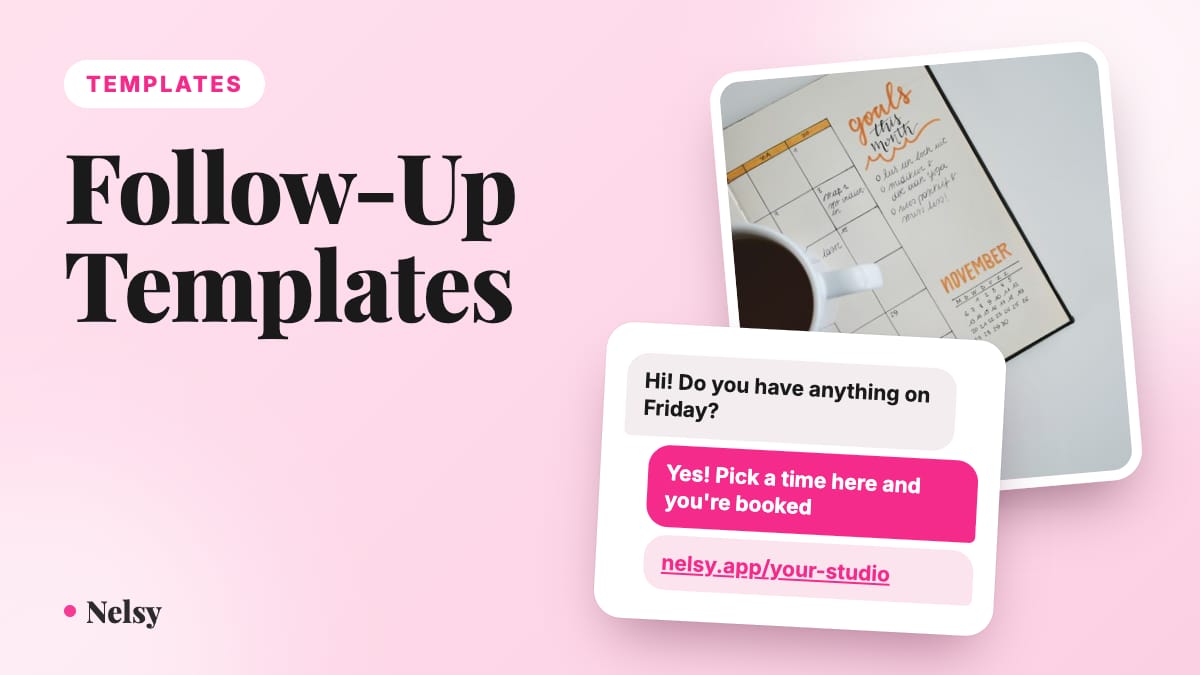 TEMPLATES
Follow-Up
Templates
goals
this
month
NOVEMBER
M D W D V Z Z
29
Hi! Do you have anything on
Friday?
Yes! Pick a time here and
you're booked
nelsy.app/your-studio
Nelsy